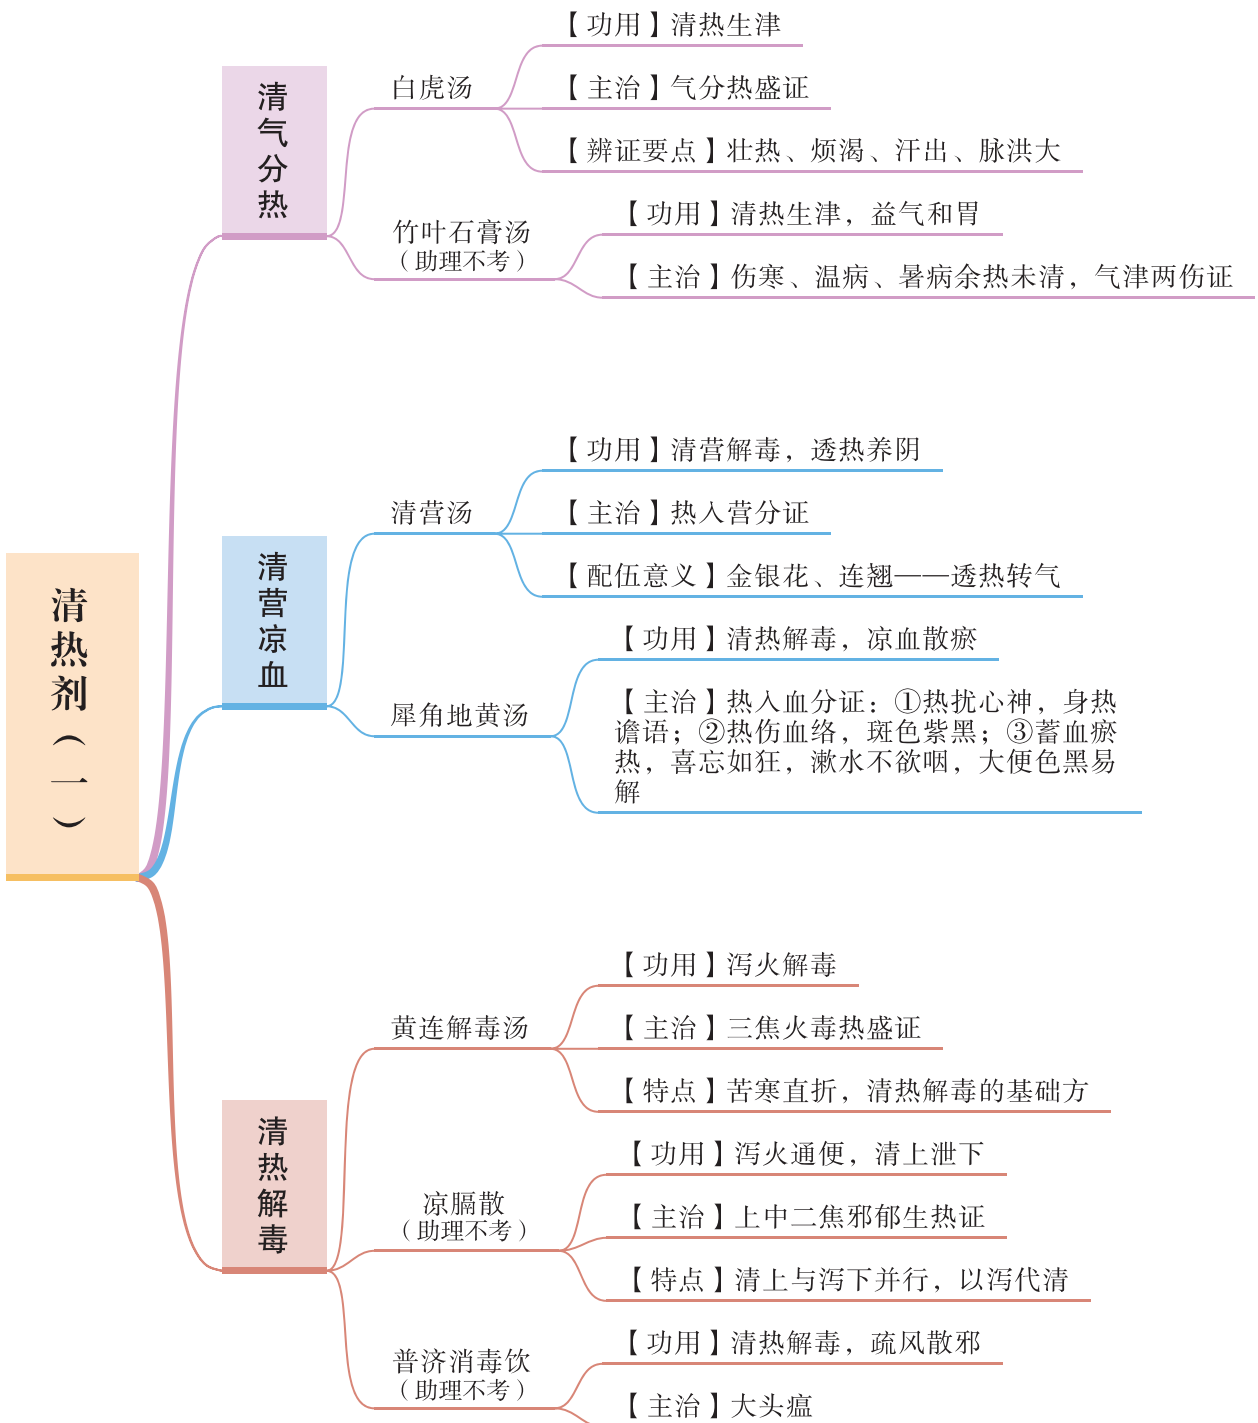 清热剂（一）
清气分热
白虎汤
【功用】清热生津
【主治】气分热盛证
【辨证要点】壮热、烦渴、汗出、脉洪大
竹叶石膏汤
（助理不考）
【功用】清热生津，益气和胃
【主治】伤寒、温病、暑病余热未清，气津两伤证
清营凉血
清营汤
【功用】清营解毒，透热养阴
【主治】热入营分证
【配伍意义】金银花、连翘——透热转气
犀角地黄汤
【功用】清热解毒，凉血散瘀
【主治】热入血分证：①热扰心神，身热
谵语；②热伤血络，斑色紫黑；③蓄血瘀
热，喜忘如狂，漱水不欲咽，大便色黑易
解
清热解毒
黄连解毒汤
【功用】泻火解毒
【主治】三焦火毒热盛证
【特点】苦寒直折，清热解毒的基础方
凉膈散
（助理不考）
【功用】泻火通便，清上泄下
【主治】上中二焦邪郁生热证
【特点】清上与泻下并行，以泻代清
普济消毒饮
（助理不考）
【功用】清热解毒，疏风散邪
【主治】大头瘟